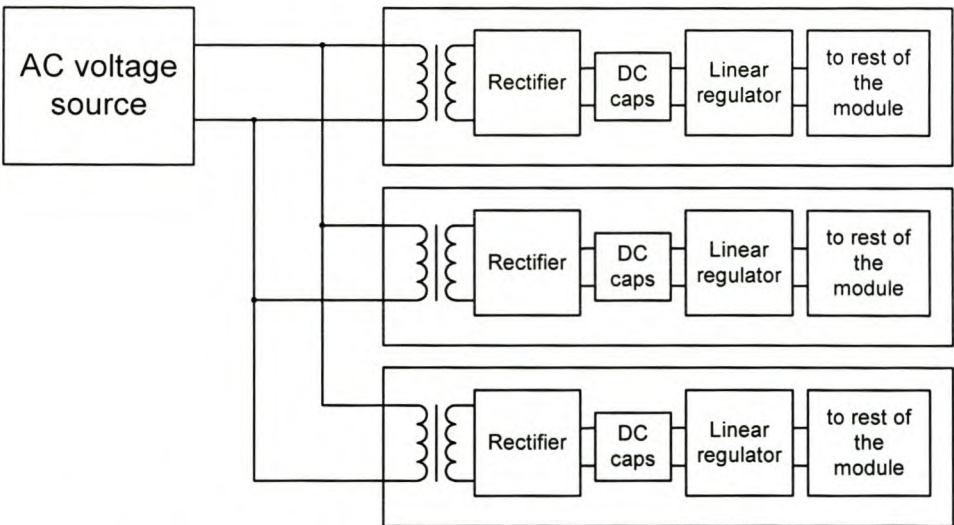 AC voltage
source
Rectifier
DC
caps
Linear
regulator
to rest of
the
module
Rectifier
DC
caps
Linear
regulator
to rest of
the
module
Rectifier
DC
caps
Linear
regulator
to rest of
the
module